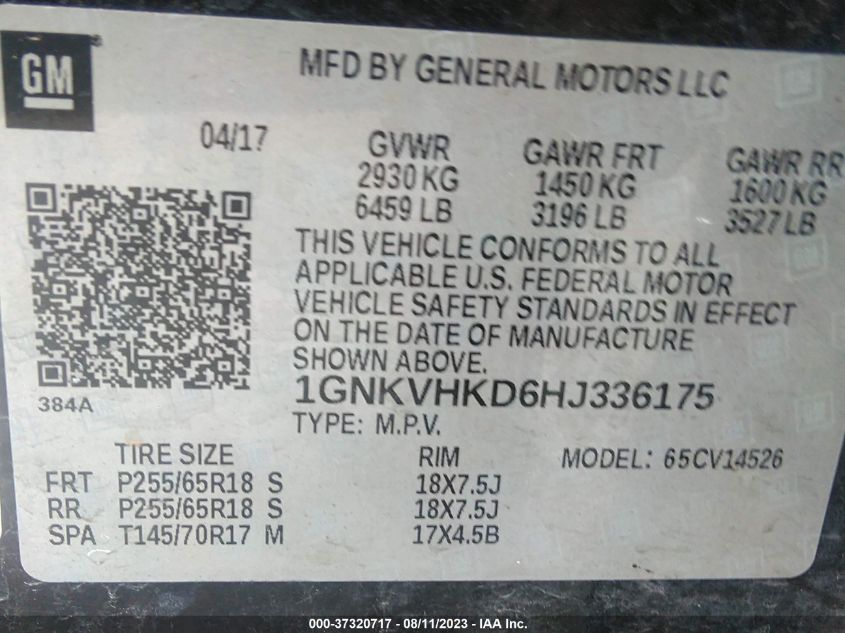 GM®
MFD BY GENERAL MOTORS LLC
04/17
GVWR GAWR FRT GAWR RR
2930 KG 1450 KG 1600 KG
6459 LB 3196 LB 3527 LB
THIS VEHICLE CONFORMS TO ALL
APPLICABLE U.S. FEDERAL MOTOR
VEHICLE SAFETY STANDARDS IN EFFECT
ON THE DATE OF MANUFACTURE
SHOWN ABOVE.
384A
1GNKVHKD6HJ336175
TYPE: M.P.V.
TIRE SIZE RIM MODEL: 65CV14526
FRT P255/65R18 S 18X7.5J
RR P255/65R18 S 18X7.5J
SPA T145/70R17 M 17X4.5B
000-37320717 - 08/11/2023 - IAA Inc.